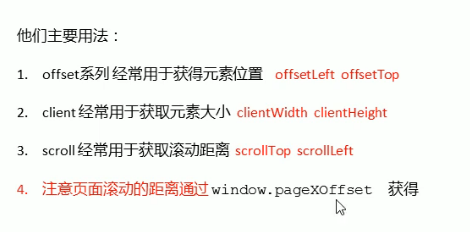 他们主要用法：
1. offset系列 经常用于获得元素位置 offsetLeft offsetTop
2. client 经常用于获取元素大小 clientWidth clientHeight
3. scroll 经常用于获取滚动距离 scrollTop scrollLeft
4. 注意页面滚动的距离通过 window.pageXOffset 获得